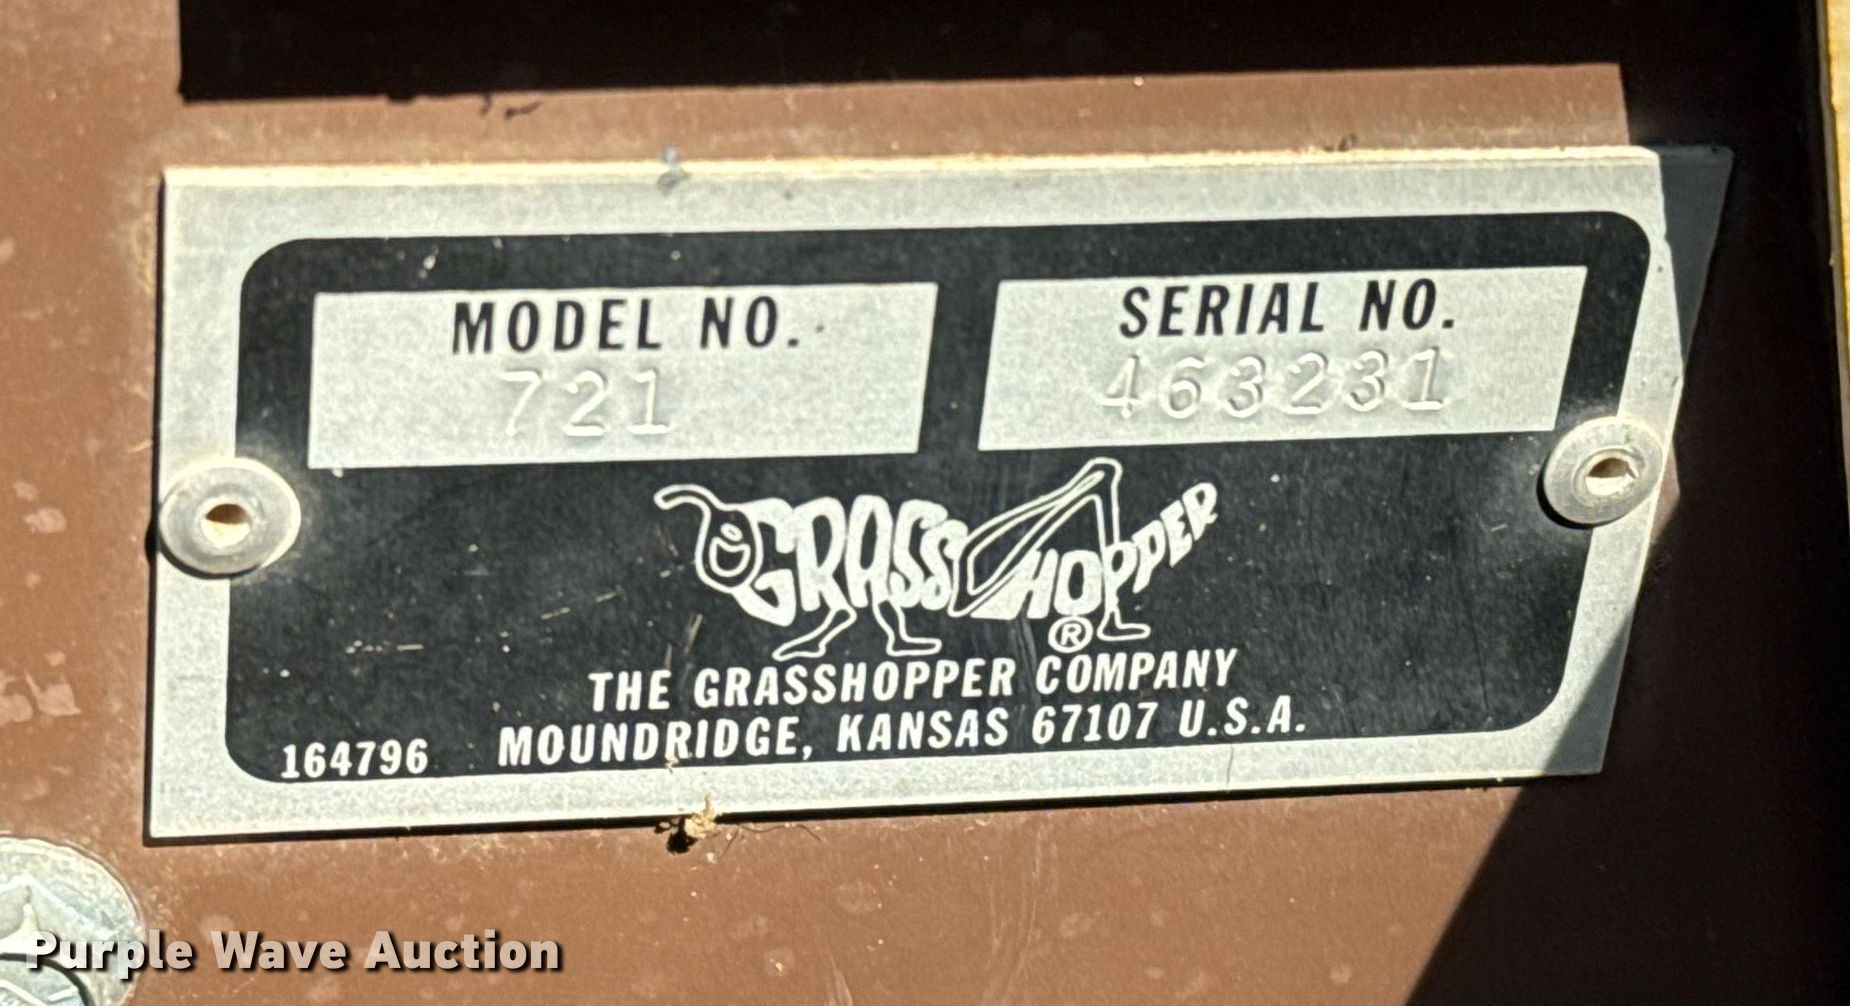 MODEL NO.
721
SERIAL NO.
463231
GRASSHOPPER
®
THE GRASSHOPPER COMPANY
MOUNDRIDGE, KANSAS 67107 U.S.A.
164796
Purple Wave Auction